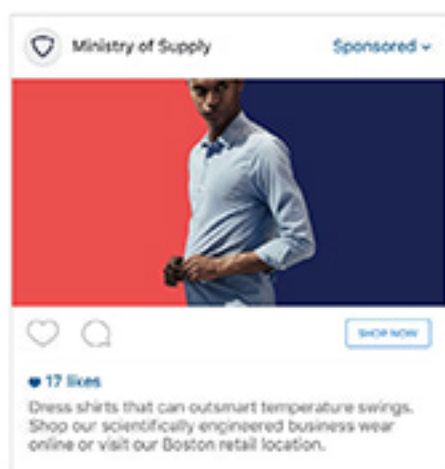 Ministry of Supply
Sponsored
SHOP NOW
17 likes
Dress shirts that can outsmart temperature swings.
Shop our scientifically engineered business wear
online or visit our Boston retail location.